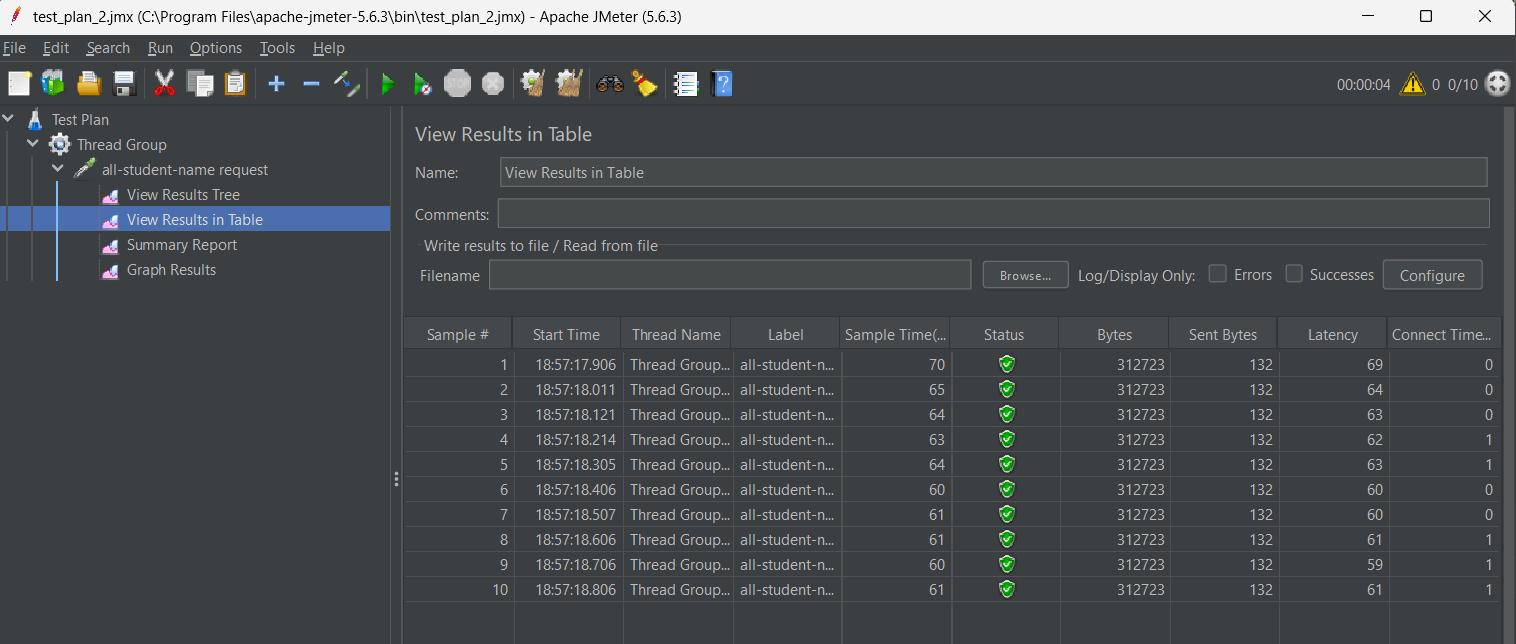 test_plan_2.jmx (C:\Program Files\apache-jmeter-5.6.3\bin\test_plan_2.jmx) - Apache JMeter (5.6.3)
File Edit Search Run Options Tools Help
STOP 00:00:04 0 0/10
Test Plan
Thread Group
all-student-name request
View Results Tree
View Results in Table
Summary Report
Graph Results
View Results in Table
Name: View Results in Table
Comments:
Write results to file / Read from file
Filename Browse... Log/Display Only: Errors Successes Configure
Sample # Start Time Thread Name Label Sample Time(... Status Bytes Sent Bytes Latency Connect Time...
1 18:57:17.906 Thread Group... all-student-n... 70 312723 132 69 0
2 18:57:18.011 Thread Group... all-student-n... 65 312723 132 64 0
3 18:57:18.121 Thread Group... all-student-n... 64 312723 132 63 0
4 18:57:18.214 Thread Group... all-student-n... 63 312723 132 62 1
5 18:57:18.305 Thread Group... all-student-n... 64 312723 132 63 1
6 18:57:18.406 Thread Group... all-student-n... 60 312723 132 60 0
7 18:57:18.507 Thread Group... all-student-n... 61 312723 132 60 0
8 18:57:18.606 Thread Group... all-student-n... 61 312723 132 61 1
9 18:57:18.706 Thread Group... all-student-n... 60 312723 132 59 1
10 18:57:18.806 Thread Group... all-student-n... 61 312723 132 61 1